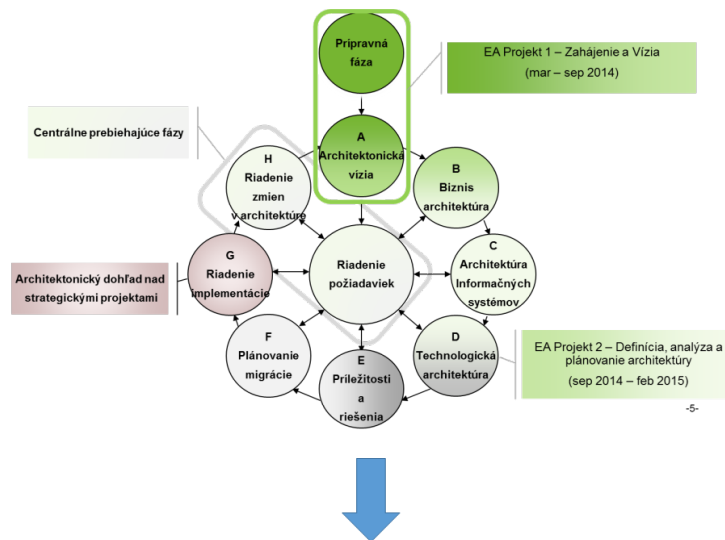 Prípravná
fáza
EA Projekt 1 – Zahájenie a Vízia
(mar – sep 2014)
Centrálne prebiehajúce fázy
A
Architektonická
vízia
H
Riadenie
zmien
v architektúre
B
Biznis
architektúra
G
Riadenie
implementácie
Architektonický dohľad nad
strategickými projektami
Riadenie
požiadaviek
C
Architektúra
Informačných
systémov
F
Plánovanie
migrácie
E
Príležitosti
a
riešenia
D
Technologická
architektúra
EA Projekt 2 – Definícia, analýza a
plánovanie architektúry
(sep 2014 – feb 2015)
-5-